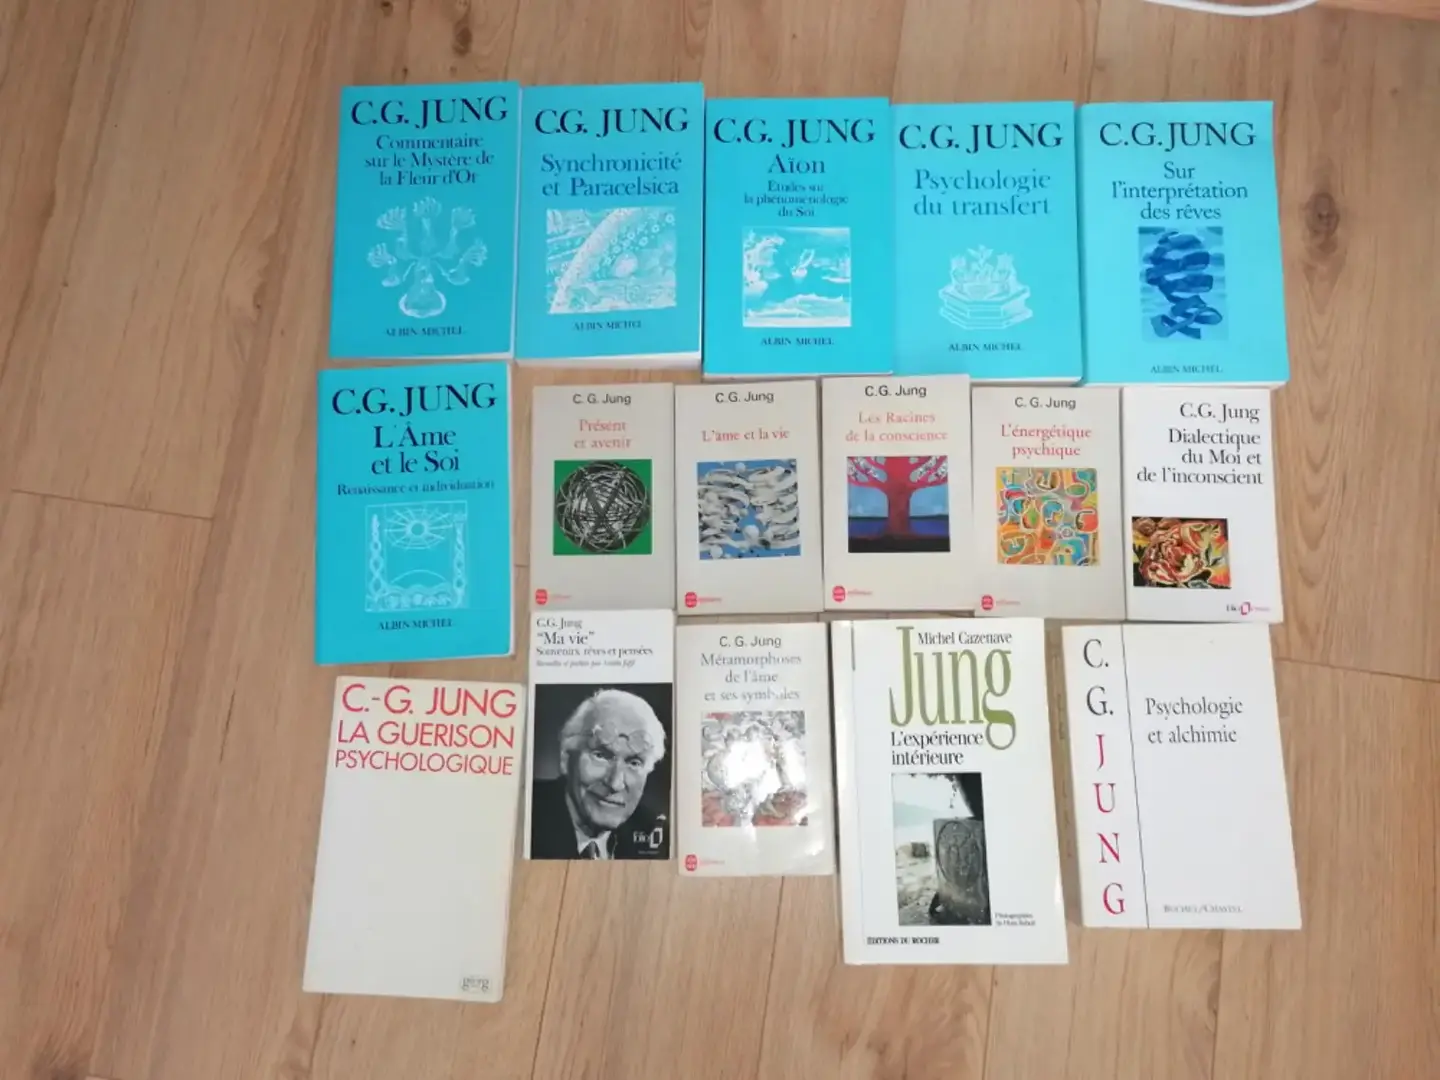 C.G. JUNG
Commentaire
sur le Mystère de
la Fleur d'Or
ALBIN MICHEL
C.G. JUNG
Synchronicité
et Paracelsica
ALBIN MICHEL
C.G. JUNG
Aïon
Etudes sur
la phénoménologie
du Soi
ALBIN MICHEL
C.G. JUNG
Psychologie
du transfert
ALBIN MICHEL
C.G. JUNG
Sur
l'interprétation
des rêves
ALBIN MICHEL
C.G. JUNG
L'Âme
et le Soi
Renaissance et individuation
ALBIN MICHEL
C. G. Jung
Présent
et avenir
C. G. Jung
L'âme et la vie
C.G. Jung
Les Racines
de la conscience
C. G. Jung
L'énergétique
psychique
C.G. Jung
Dialectique
du Moi et
de l'inconscient
C.G. Jung
"Ma vie"
Souvenirs, rêves et pensées
C. G. Jung
Métamorphoses
de l'âme
et ses symboles
Michel Cazenave
Jung
L'expérience
intérieure
EDITIONS DU ROCHER
C.G. JUNG
Psychologie
et alchimie
BUCHET/CHASTEL
C.-G. JUNG
LA GUERISON
PSYCHOLOGIQUE
georg